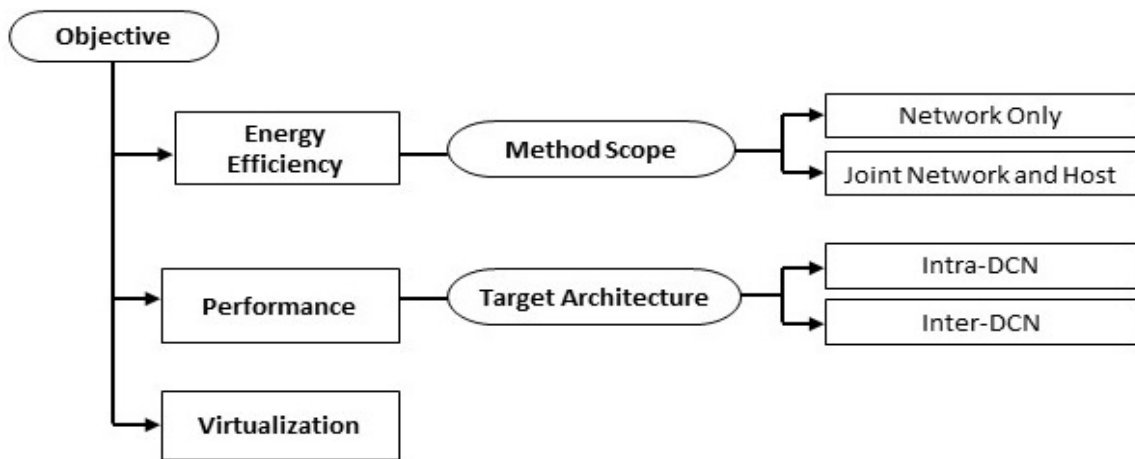 Objective
Energy
Efficiency
Method Scope
Network Only
Joint Network and Host
Performance
Target Architecture
Intra-DCN
Inter-DCN
Virtualization